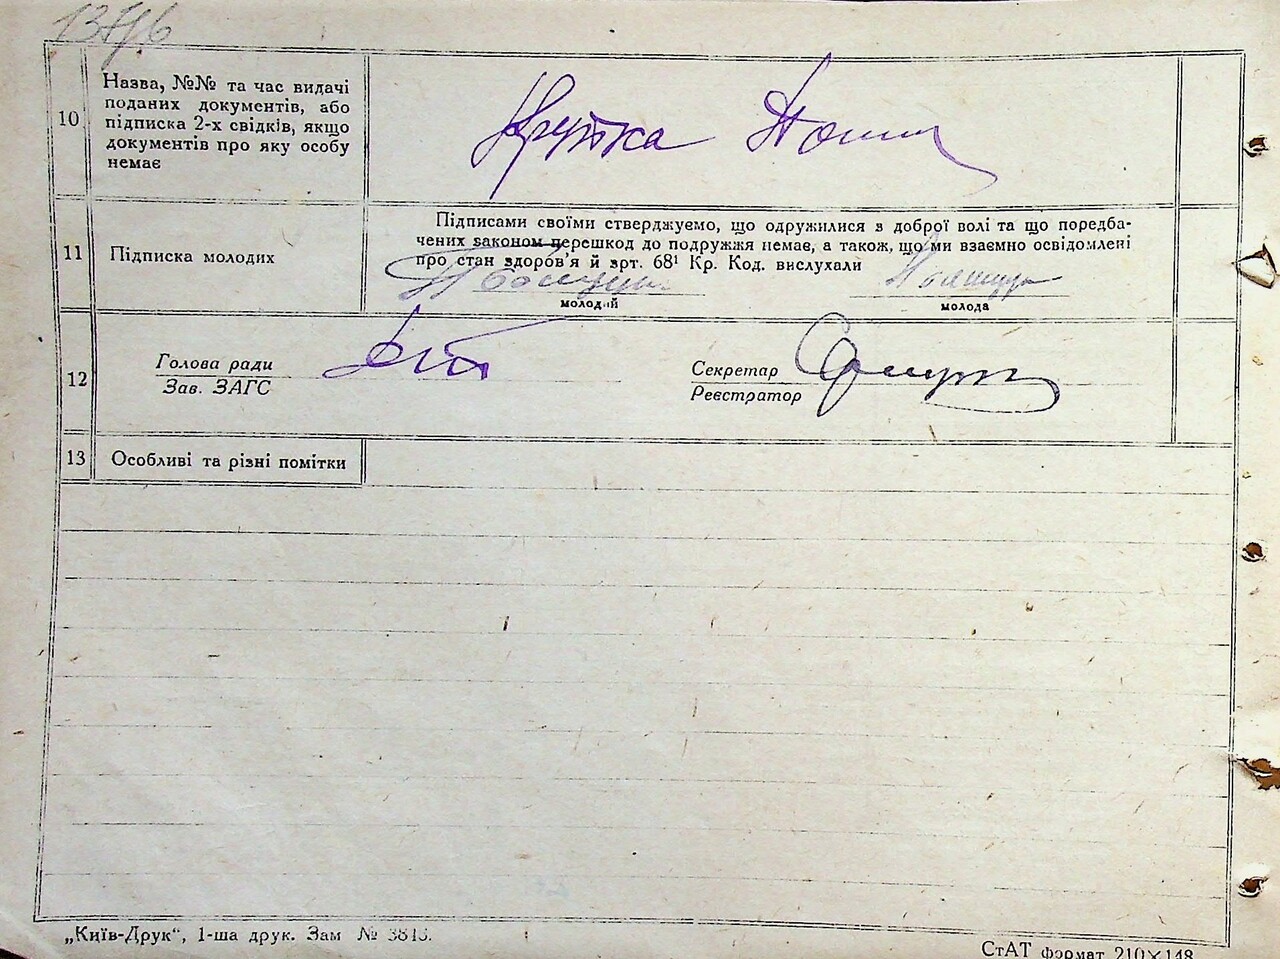 10
Назва, №№ та час видачі
поданих документів, або
підписка 2-х свідків, якщо
документів про яку особу
немає
11
Підписка молодих
Підписами своїми стверджуємо, що одружилися з доброї волі та що поредба-
чених законом перешкод до подружжя немає, а також, що ми взаємно освідомлені
про стан здоров'я й зрт. 68¹ Кр. Код. вислухали
молодий
молода
12
Голова ради
Зав. ЗАГС
Секретар
Реєстратор
13
Особливі та різні помітки
„Київ-Друк“, 1-ша друк. Зам № 3813.
СтАТ формат 210×148